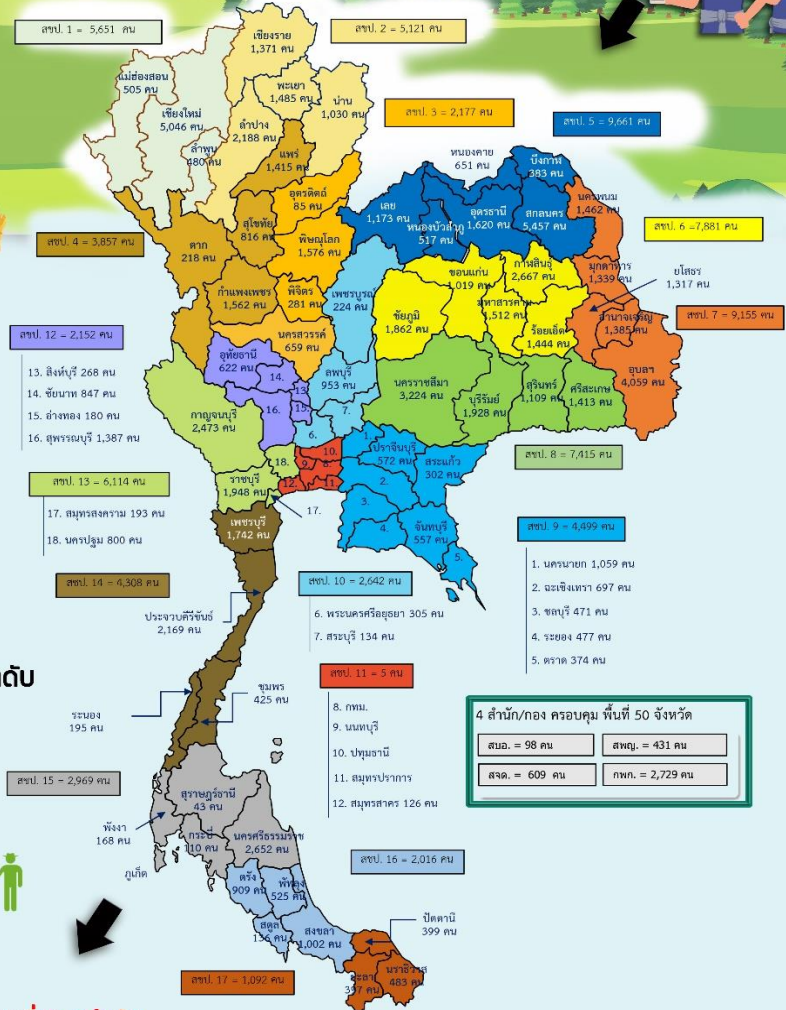 สชป. 1 = 5,651 คน
สชป. 2 = 5,121 คน
เชียงราย
1,371 คน
แม่ฮ่องสอน
505 คน
พะเยา
1,485 คน
น่าน
1,030 คน
เชียงใหม่
5,046 คน
ลำปาง
2,188 คน
ลำพูน
480 คน
สชป. 3 = 2,177 คน
สชป. 5 = 9,661 คน
แพร่
1,415 คน
หนองคาย
651 คน
บึงกาฬ
383 คน
อุตรดิตถ์
85 คน
เลย
1,173 คน
อุดรธานี
1,620 คน
สกลนคร
5,457 คน
นครพนม
1,462 คน
หนองบัวลำภู
517 คน
สุโขทัย
816 คน
สชป. 4 = 3,857 คน
ตาก
218 คน
พิษณุโลก
1,576 คน
สชป. 6 =7,881 คน
ขอนแก่น
1,019 คน
กาฬสินธุ์
2,667 คน
มุกดาหาร
1,339 คน
ยโสธร
1,317 คน
กำแพงเพชร
1,562 คน
พิจิตร
281 คน
เพชรบูรณ์
224 คน
ชัยภูมิ
1,862 คน
มหาสารคาม
1,512 คน
ร้อยเอ็ด
1,444 คน
อำนาจเจริญ
1,385 คน
สชป. 7 = 9,155 คน
สชป. 12 = 2,152 คน
13. สิงห์บุรี 268 คน
14. ชัยนาท 847 คน
15. อ่างทอง 180 คน
16. สุพรรณบุรี 1,387 คน
นครสวรรค์
659 คน
อุทัยธานี
622 คน
14.
13.
15.
16.
ลพบุรี
953 คน
7.
6.
นครราชสีมา
3,224 คน
บุรีรัมย์
1,928 คน
สุรินทร์
1,109 คน
ศรีสะเกษ
1,413 คน
อุบลฯ
4,059 คน
กาญจนบุรี
2,473 คน
สชป. 8 = 7,415 คน
สชป. 13 = 6,114 คน
17. สมุทรสงคราม 193 คน
18. นครปฐม 800 คน
18.
10.
9.
8.
12.
11.
17.
ราชบุรี
1,948 คน
1.
ปราจีนบุรี
572 คน
สระแก้ว
302 คน
2.
3.
4.
จันทบุรี
557 คน
5.
เพชรบุรี
1,742 คน
สชป. 9 = 4,499 คน
1. นครนายก 1,059 คน
2. ฉะเชิงเทรา 697 คน
3. ชลบุรี 471 คน
4. ระยอง 477 คน
5. ตราด 374 คน
สชป. 14 = 4,308 คน
สชป. 10 = 2,642 คน
6. พระนครศรีอยุธยา 305 คน
7. สระบุรี 134 คน
ประจวบคีรีขันธ์
2,169 คน
สชป. 11 = 5 คน
8. กทม.
9. นนทบุรี
10. ปทุมธานี
11. สมุทรปราการ
12. สมุทรสาคร 126 คน
ชุมพร
425 คน
ระนอง
195 คน
4 สำนัก/กอง ครอบคุม พื้นที่ 50 จังหวัด
สบอ. = 98 คน
สพญ. = 431 คน
สจด. = 609 คน
กพก. = 2,729 คน
สชป. 15 = 2,969 คน
สุราษฎร์ธานี
43 คน
พังงา
168 คน
กระบี่
110 คน
นครศรีธรรมราช
2,652 คน
ภูเก็ต
สชป. 16 = 2,016 คน
ตรัง
909 คน
พัทลุง
525 คน
สตูล
136 คน
สงขลา
1,002 คน
ปัตตานี
399 คน
สชป. 17 = 1,092 คน
ยะลา
397 คน
นราธิวาส
483 คน